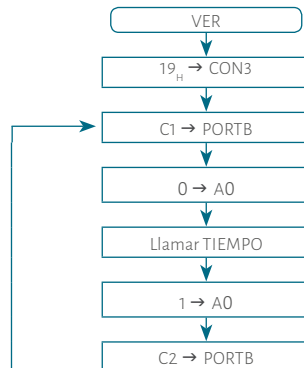 VER
19H → CON3
C1 → PORTB
0 → A0
Llamar TIEMPO
1 → A0
C2 → PORTB